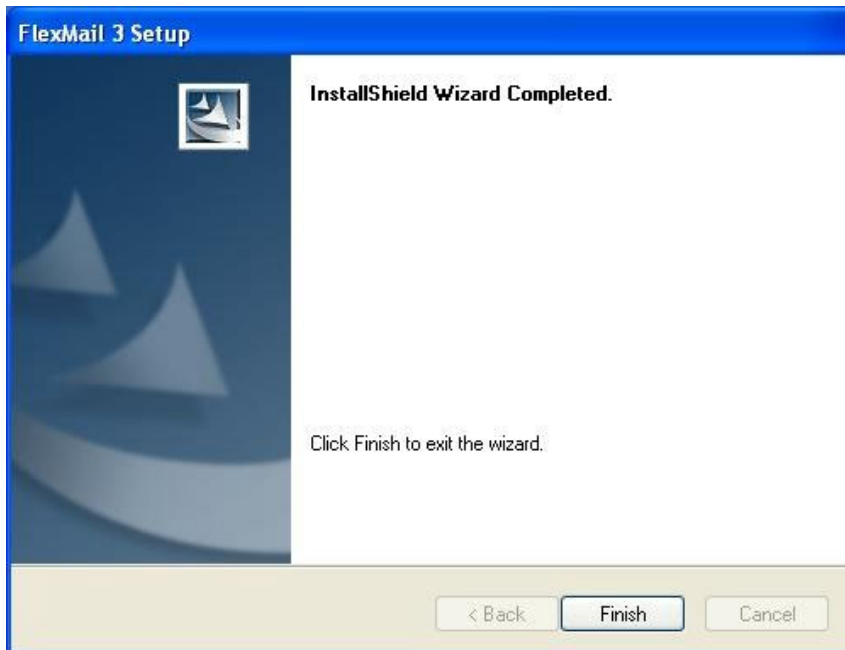 FlexMail 3 Setup
InstallShield Wizard Completed.
Click Finish to exit the wizard.
< Back Finish Cancel